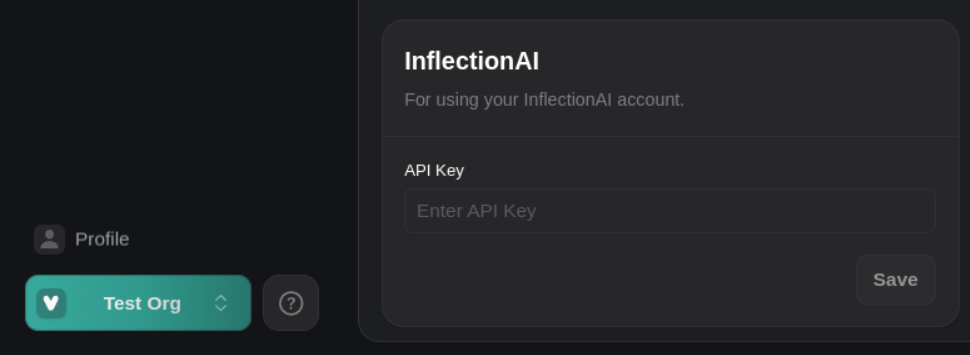 InflectionAI
For using your InflectionAI account.
API Key
Enter API Key
Save
Profile
Test Org